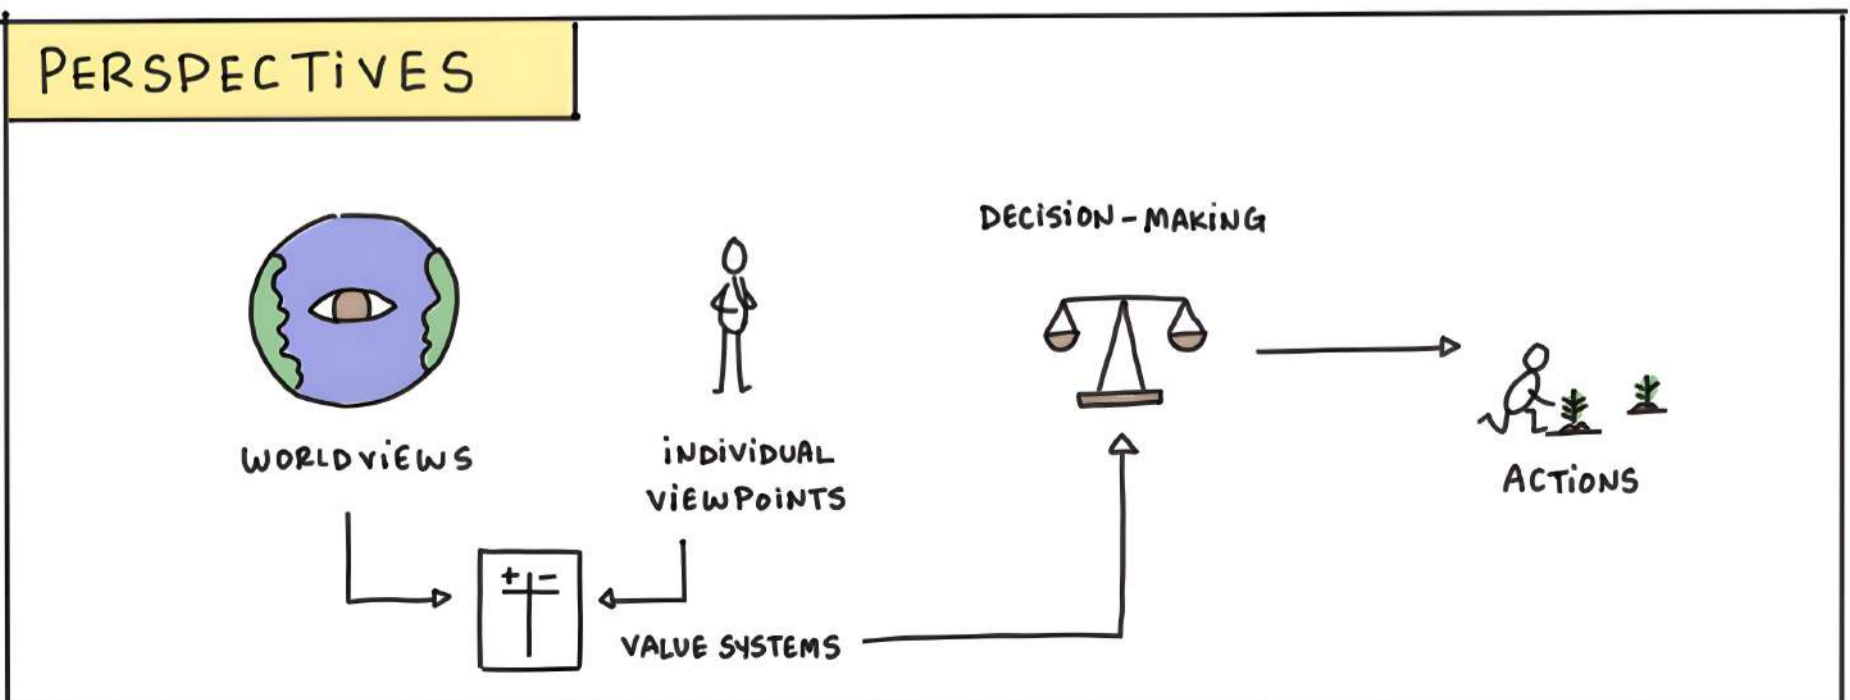 PERSPECTIVES
DECISION-MAKING
WORLDVIEWS
INDIVIDUAL
VIEWPOINTS
ACTIONS
+ -
VALUE SYSTEMS